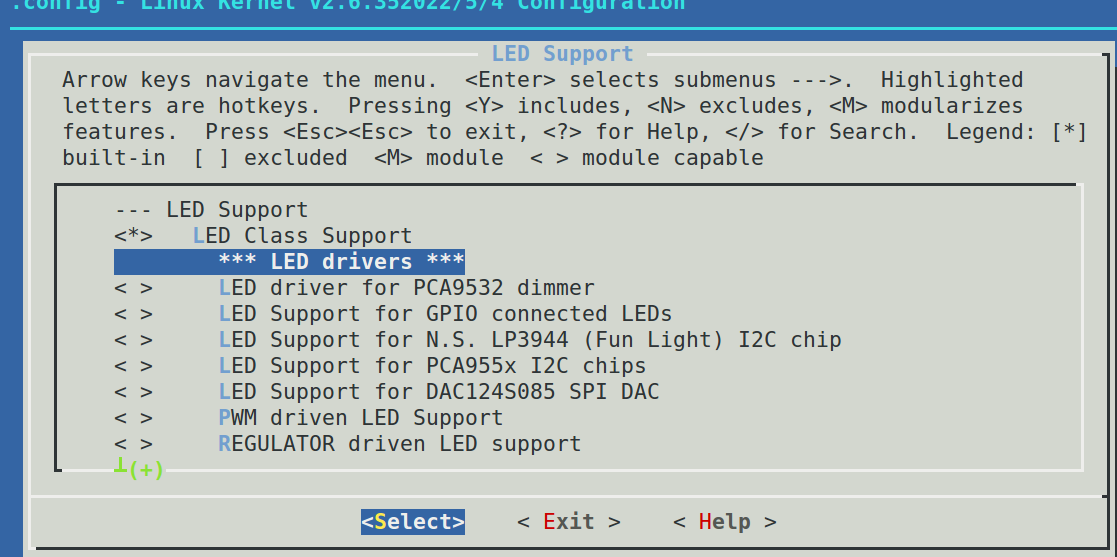 .config - Linux Kernel v2.6.352022/5/4 Configuration
LED Support
Arrow keys navigate the menu.  <Enter> selects submenus --->.  Highlighted
letters are hotkeys.  Pressing <Y> includes, <N> excludes, <M> modularizes
features.  Press <Esc><Esc> to exit, <?> for Help, </> for Search.  Legend: [*]
built-in  [ ] excluded  <M> module  < > module capable
--- LED Support
<*>   LED Class Support
*** LED drivers ***
< >     LED driver for PCA9532 dimmer
< >     LED Support for GPIO connected LEDs
< >     LED Support for N.S. LP3944 (Fun Light) I2C chip
< >     LED Support for PCA955x I2C chips
< >     LED Support for DAC124S085 SPI DAC
< >     PWM driven LED Support
< >     REGULATOR driven LED support
┴(+)
<Select>    < Exit >    < Help >